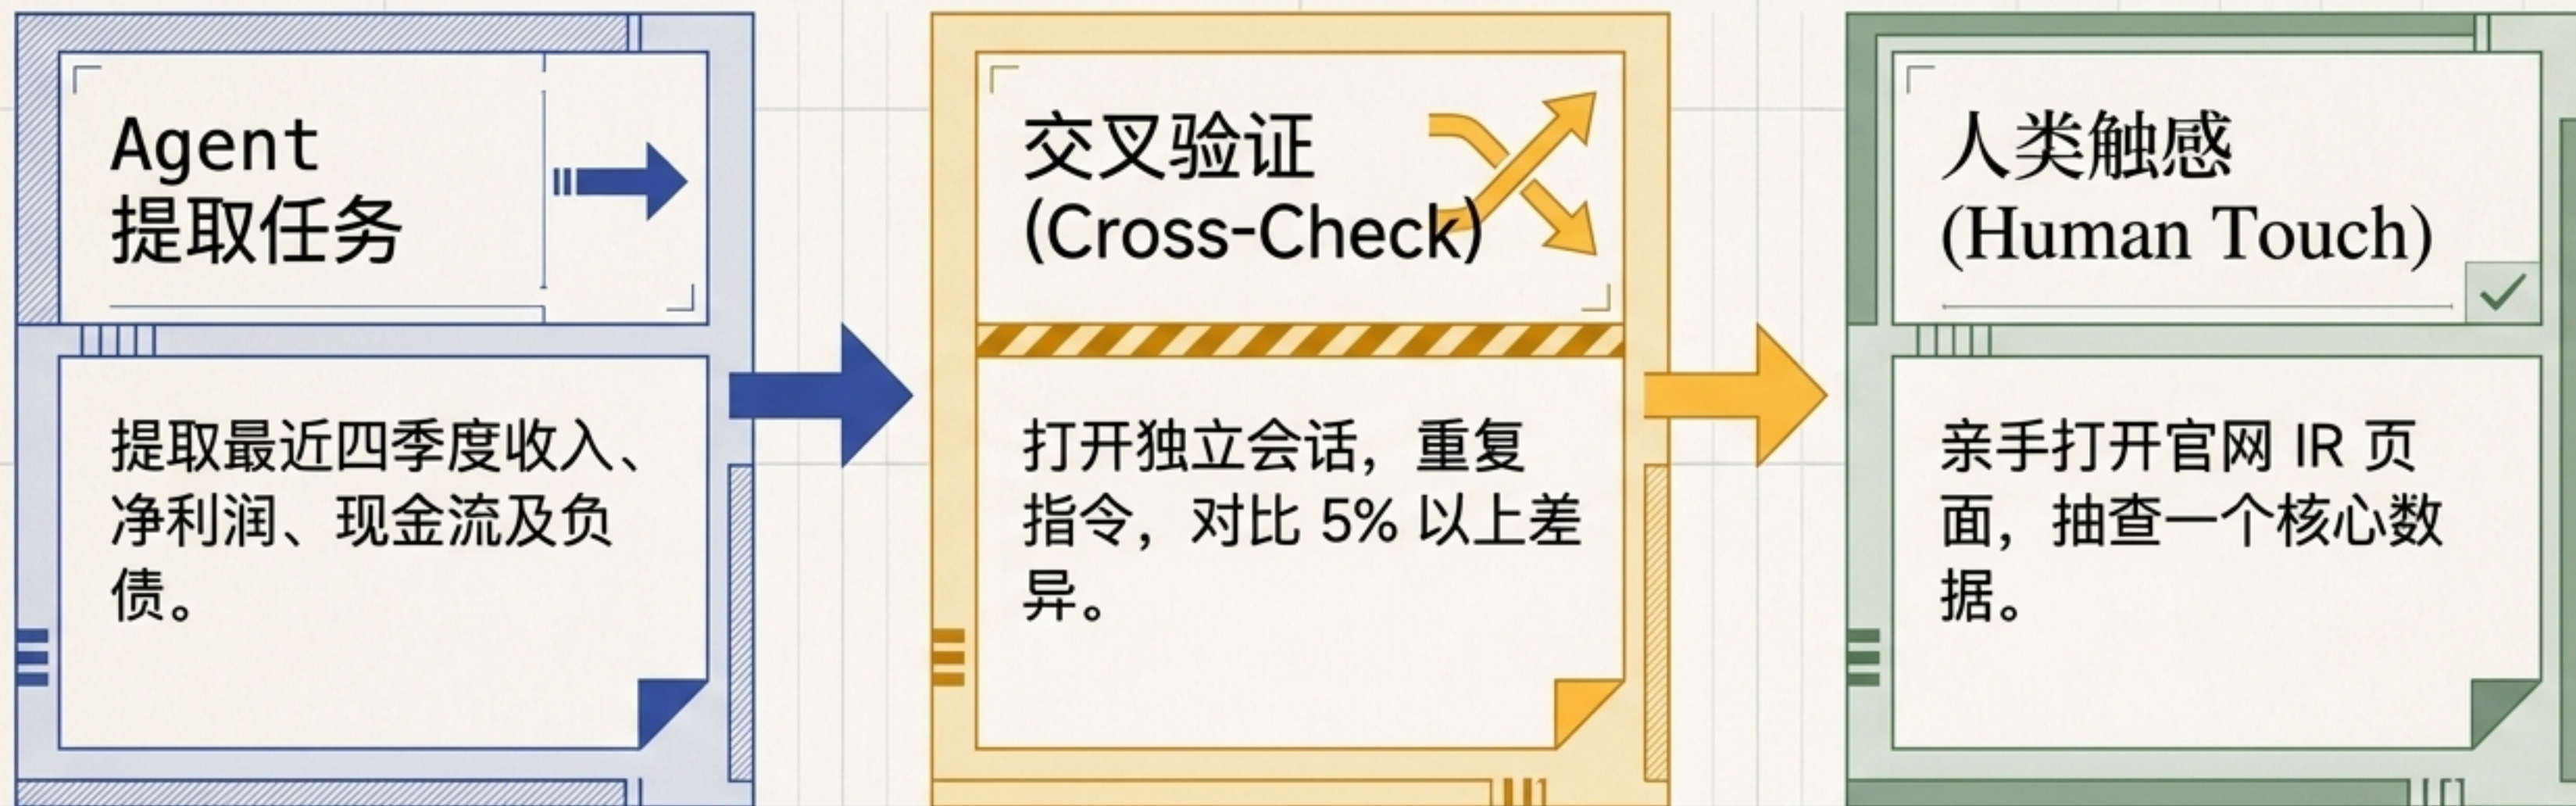 Agent
提取任务
提取最近四季度收入、
净利润、现金流及负
债。
交叉验证
(Cross-Check)
打开独立会话，重复
指令，对比 5% 以上差
异。
人类触感
(Human Touch)
亲手打开官网 IR 页
面，抽查一个核心数
据。